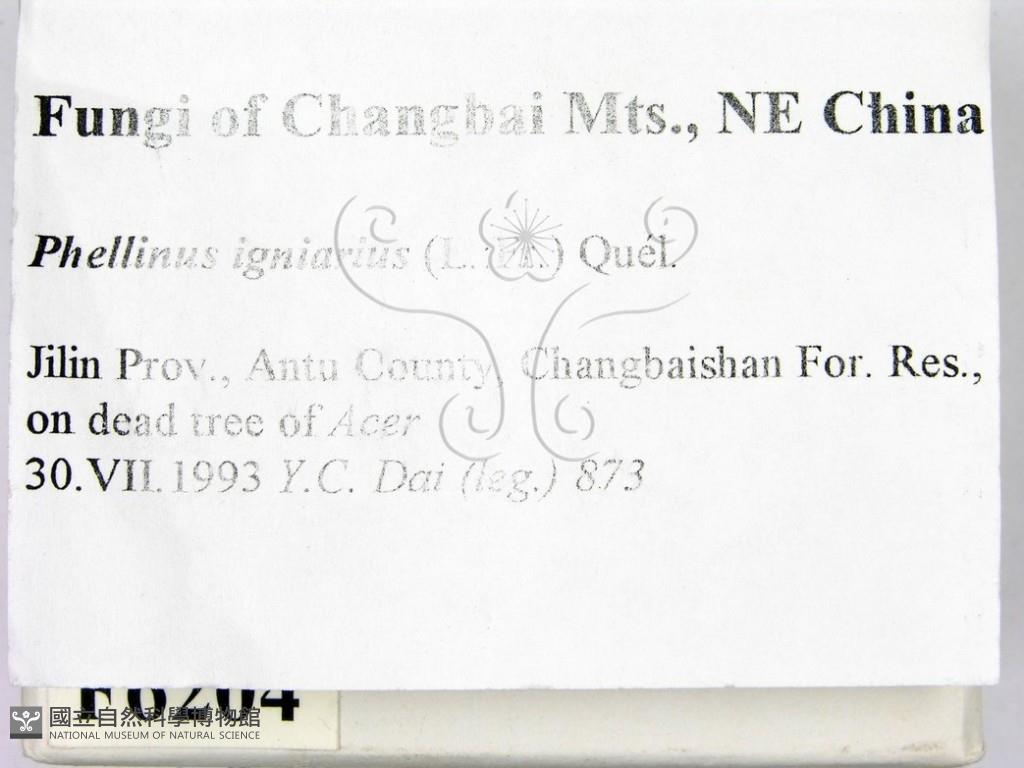 Fungi of Changbai Mts., NE China
Phellinus igniarius (L.: Fr.) Quél.
Jilin Prov., Antu County, Changbaishan For. Res.,
on dead tree of Acer
30.VII.1993 Y.C. Dai (leg.) 873
F6204
國立自然科學博物館
NATIONAL MUSEUM OF NATURAL SCIENCE